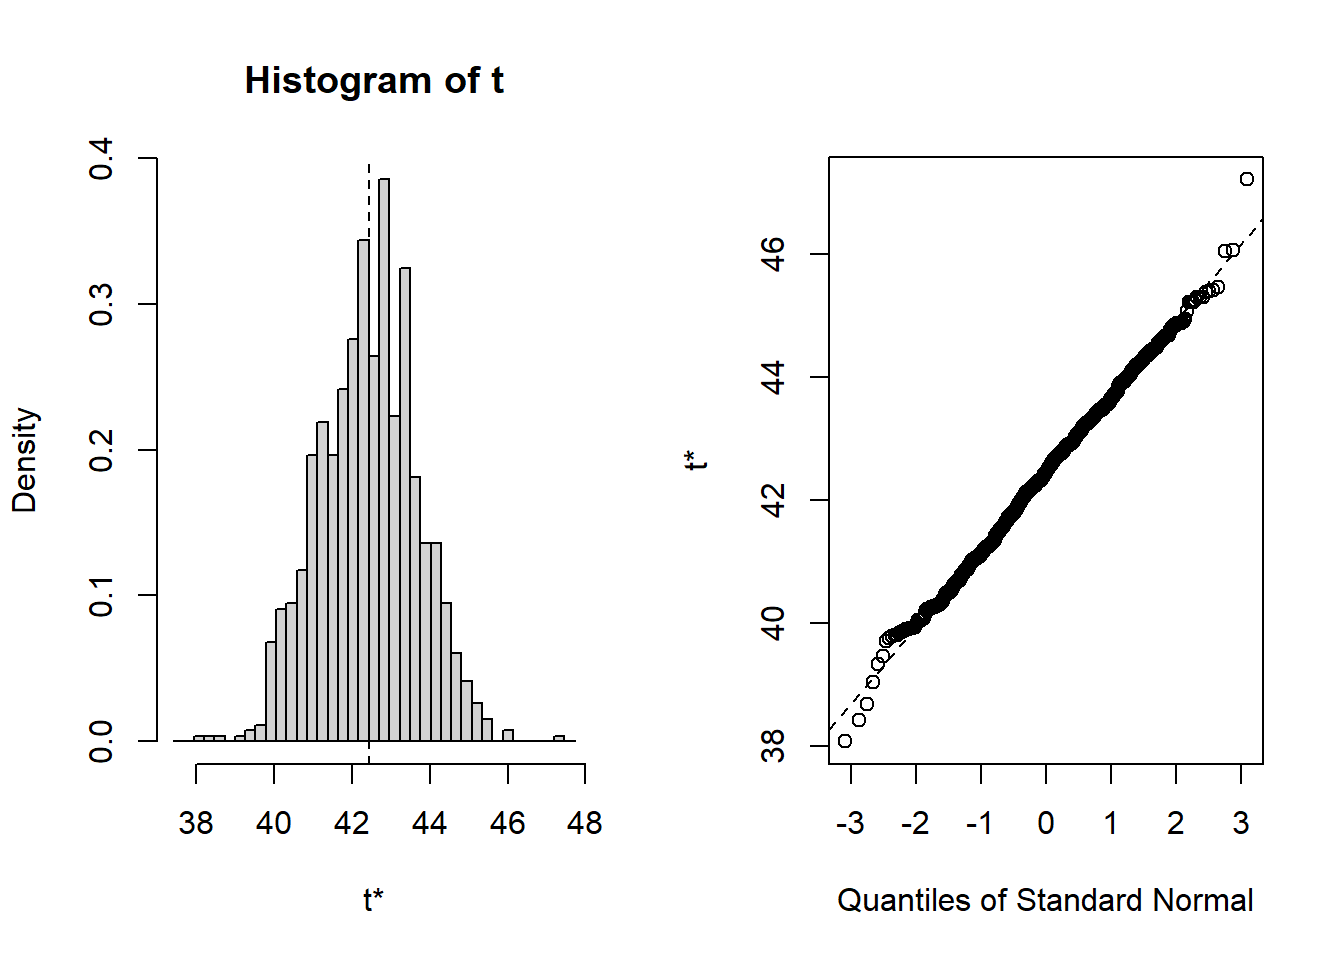 Histogram of t
Density
0.0 0.1 0.2 0.3 0.4
38 40 42 44 46 48
t*
t*
38 40 42 44 46
-3 -2 -1 0 1 2 3
Quantiles of Standard Normal